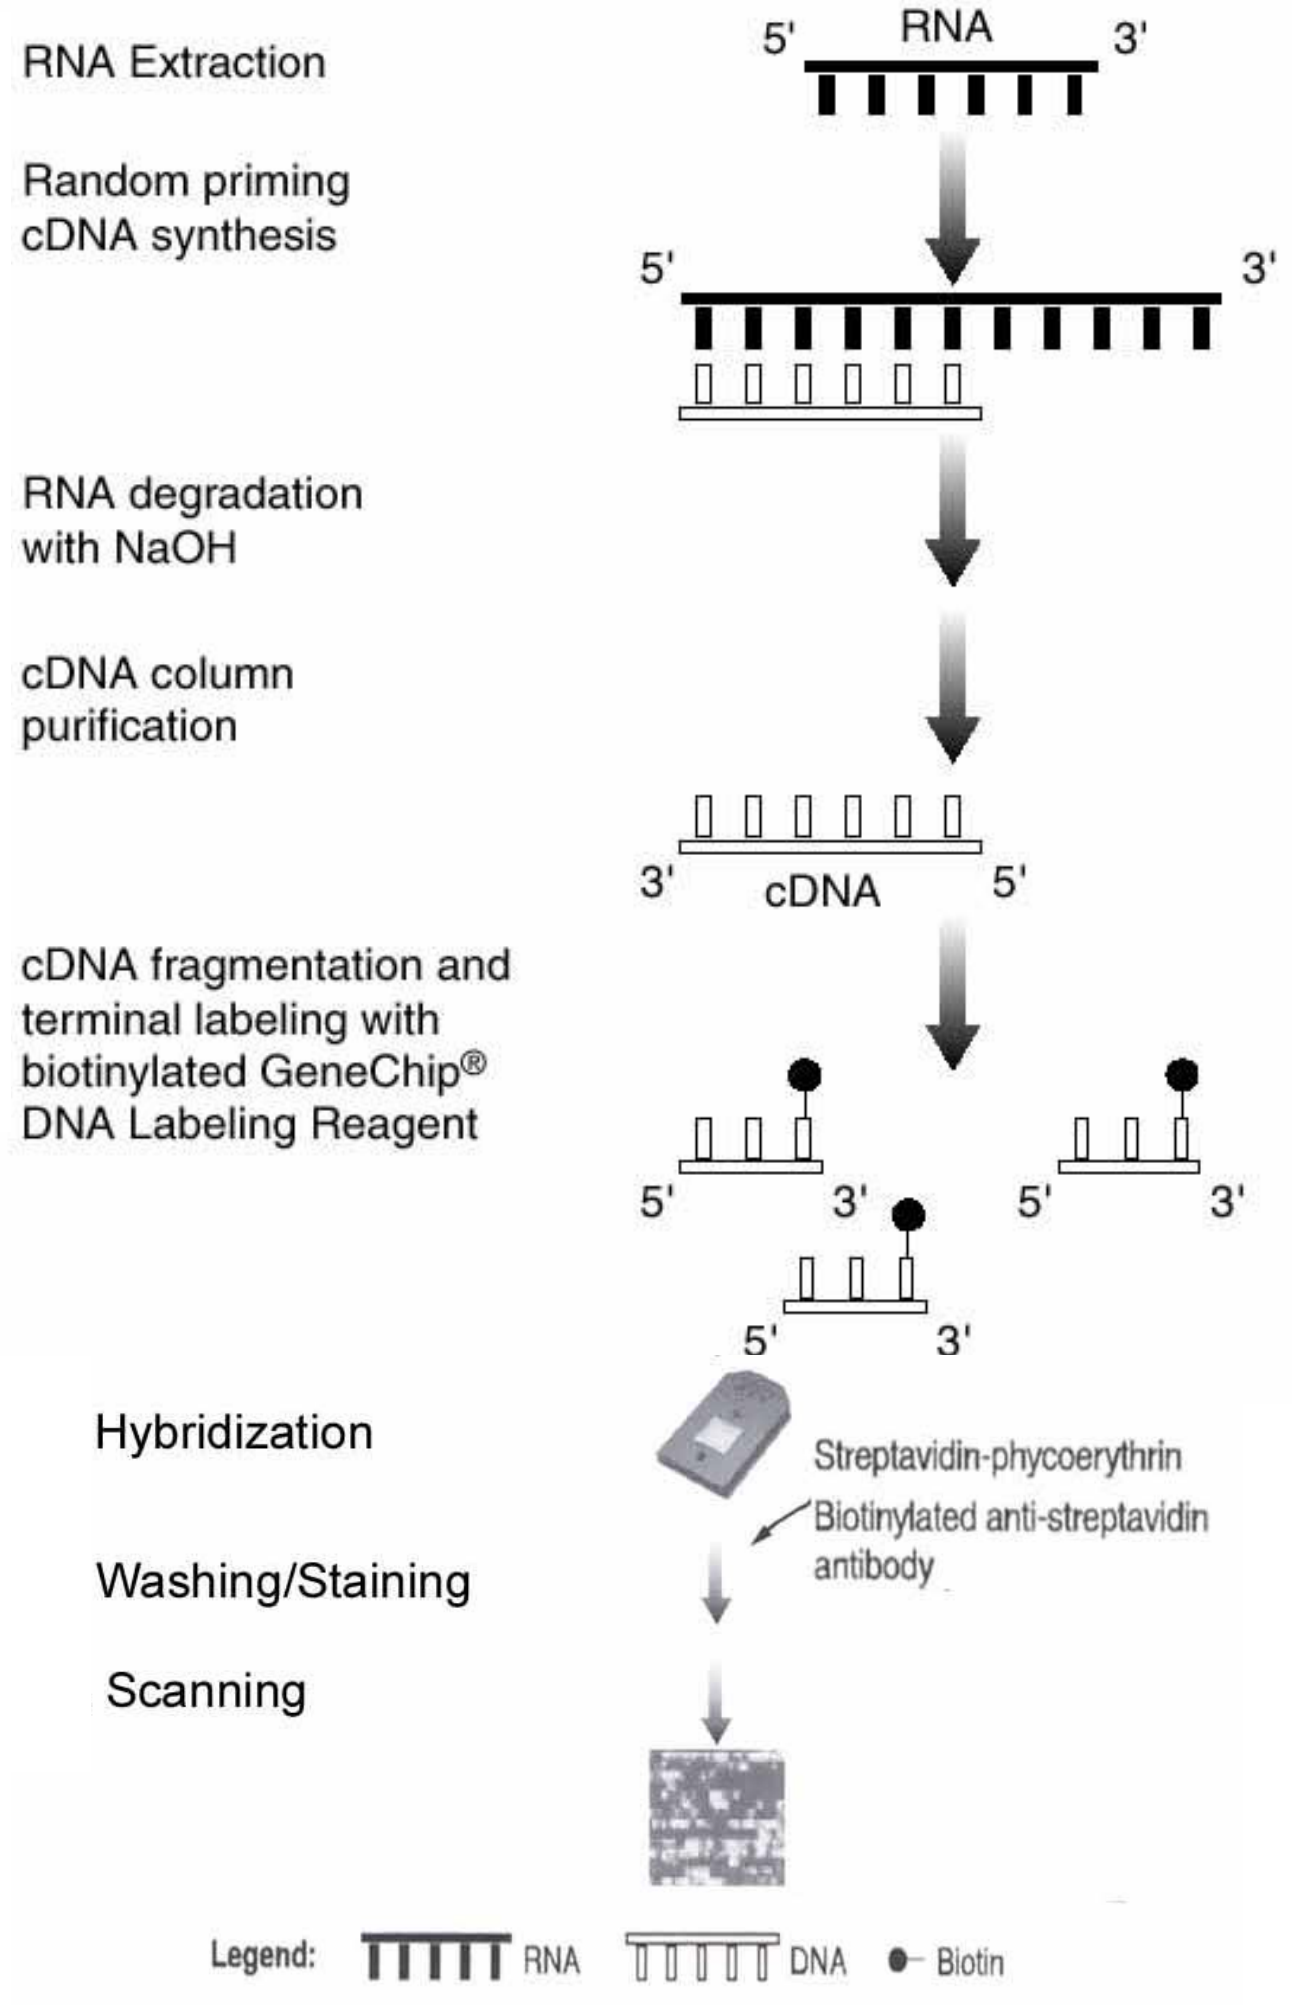 RNA Extraction
5' RNA 3'
Random priming
cDNA synthesis
5' 3'
RNA degradation
with NaOH
cDNA column
purification
3' cDNA 5'
cDNA fragmentation and
terminal labeling with
biotinylated GeneChip®
DNA Labeling Reagent
5' 3' 5' 3'
5' 3'
Hybridization
Streptavidin-phycoerythrin
Biotinylated anti-streptavidin
antibody
Washing/Staining
Scanning
Legend: RNA DNA Biotin